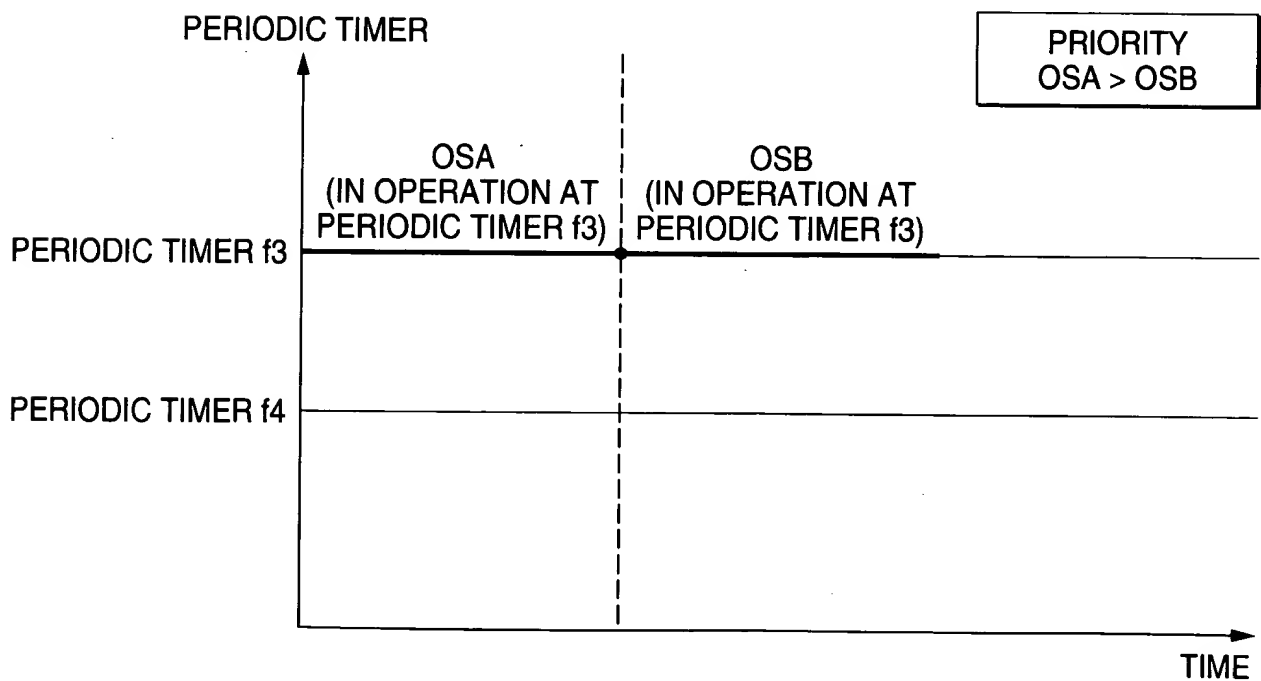 PERIODIC TIMER
PRIORITY
OSA > OSB
OSA
(IN OPERATION AT
PERIODIC TIMER f3)
OSB
(IN OPERATION AT
PERIODIC TIMER f3)
PERIODIC TIMER f3
PERIODIC TIMER f4
TIME